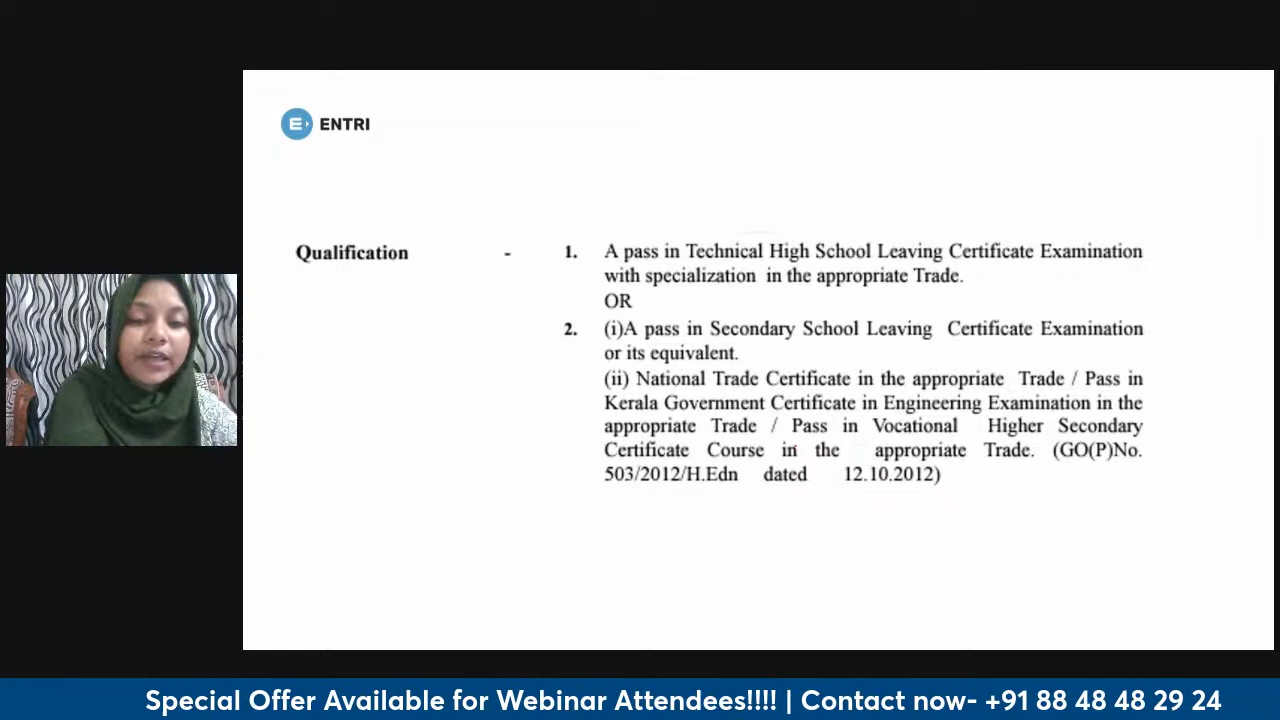 ENTRI
Qualification - 1. A pass in Technical High School Leaving Certificate Examination
with specialization in the appropriate Trade.
OR
2. (i)A pass in Secondary School Leaving Certificate Examination
or its equivalent.
(ii) National Trade Certificate in the appropriate Trade / Pass in
Kerala Government Certificate in Engineering Examination in the
appropriate Trade / Pass in Vocational Higher Secondary
Certificate Course in the appropriate Trade. (GO(P)No.
503/2012/H.Edn dated 12.10.2012)
Special Offer Available for Webinar Attendees!!!! | Contact now- +91 88 48 48 29 24